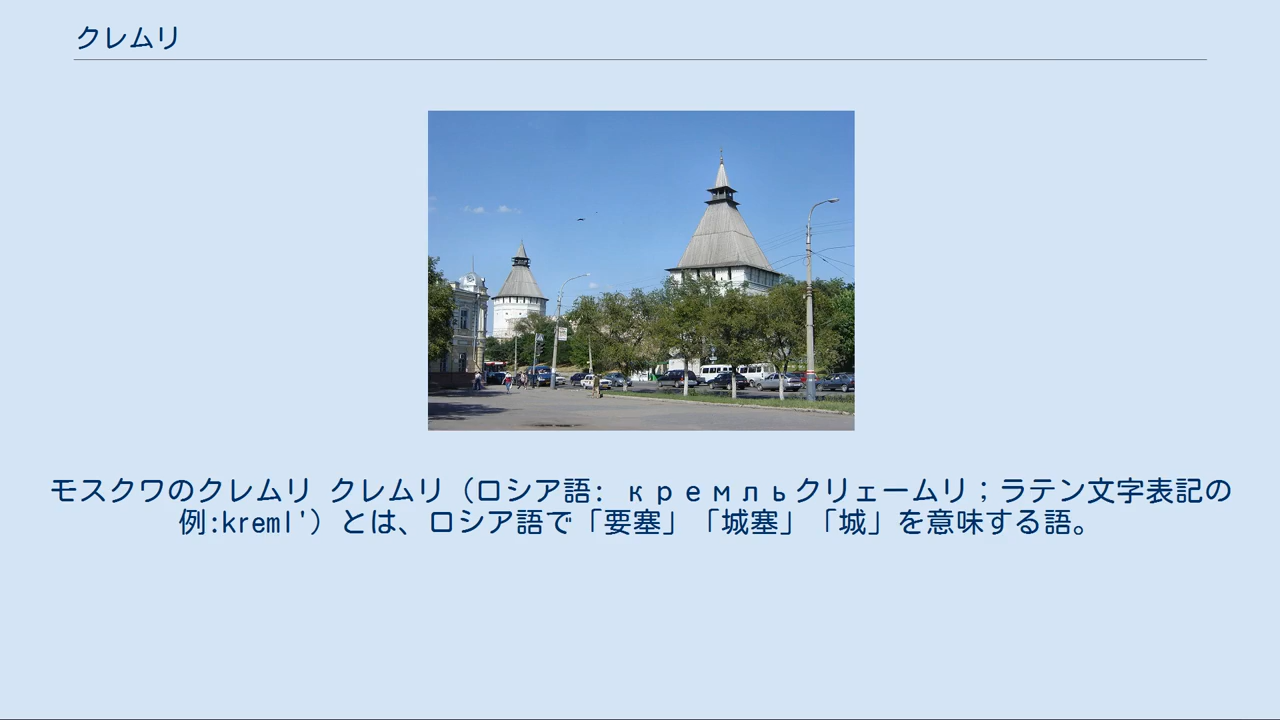 クレムリ
モスクワのクレムリ クレムリ（ロシア語: кремльクリェームリ；ラテン文字表記の
例:kreml'）とは、ロシア語で「要塞」「城塞」「城」を意味する語。